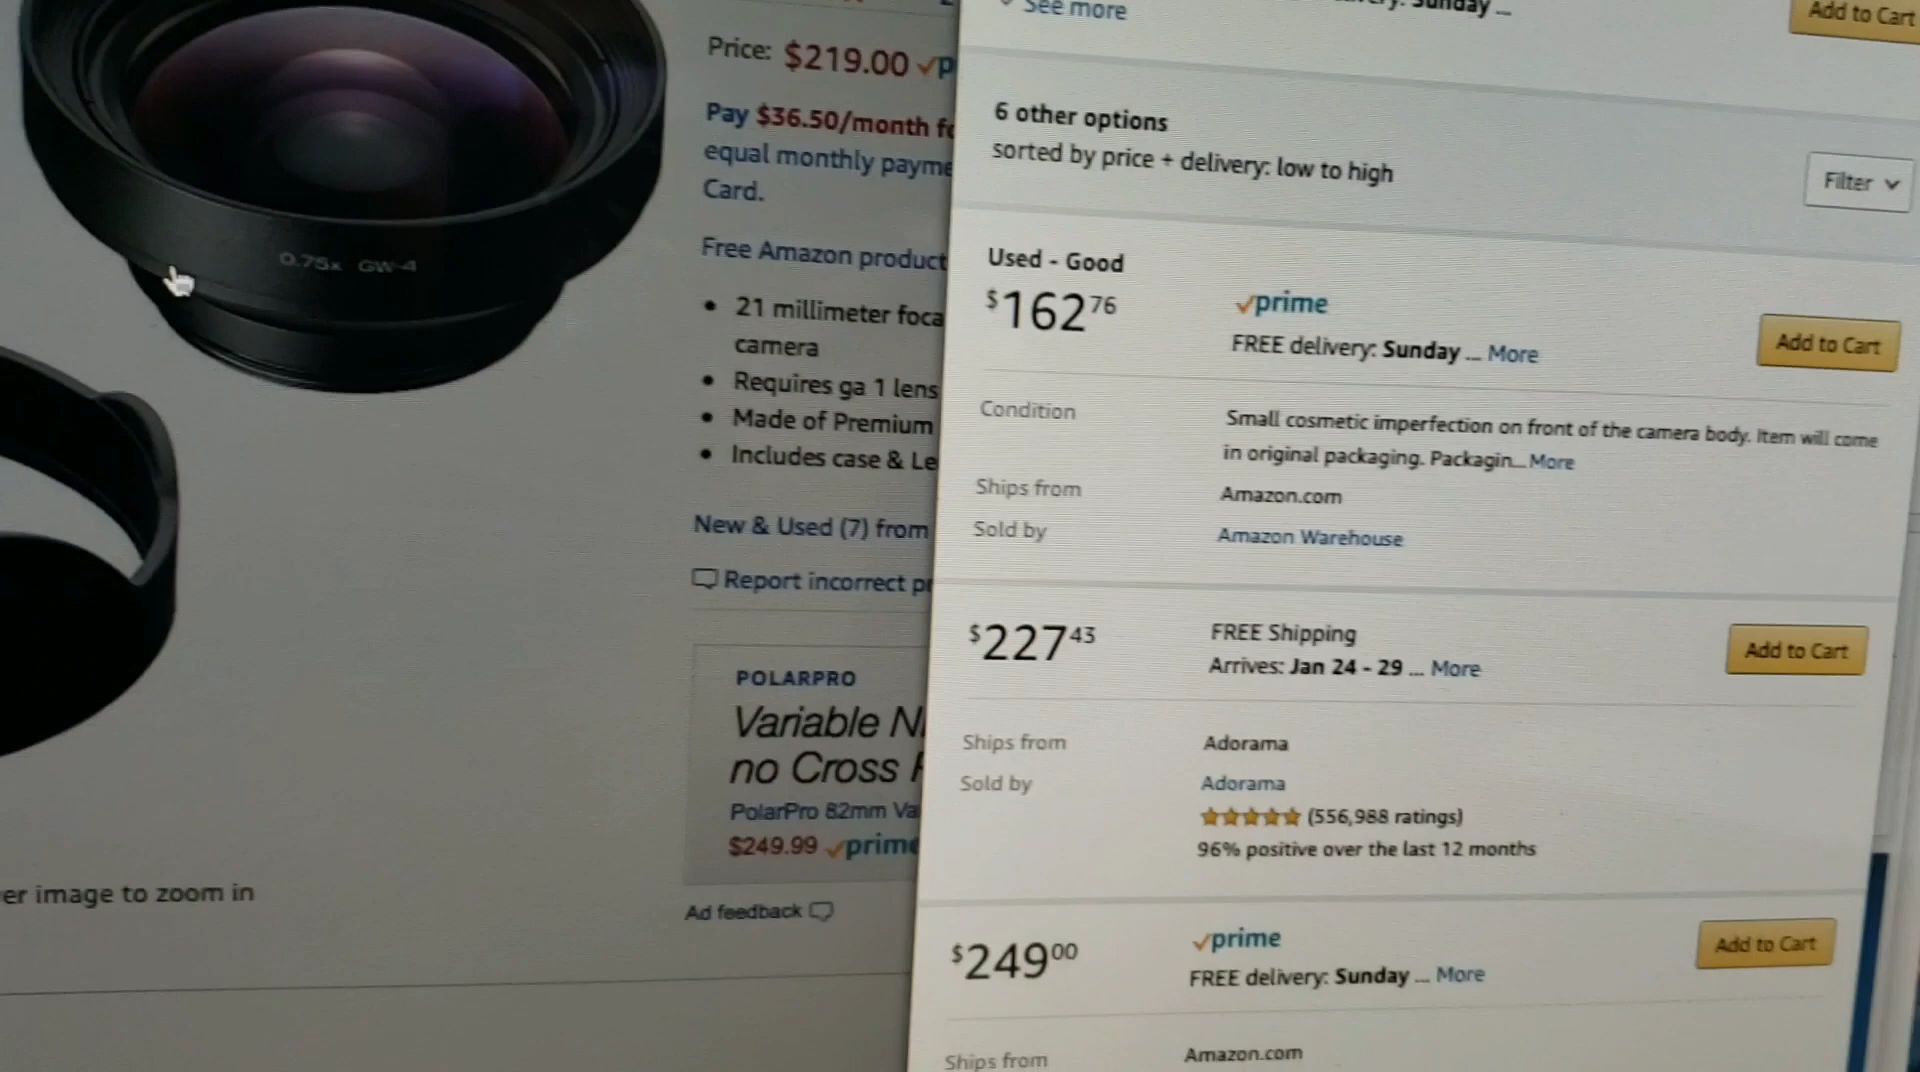 See more
Add to Cart
Price: $219.00
Pay $36.50/month
equal monthly
Card.
Free Amazon product
21 millimeter
camera
Requires ga 1 lens
Made of Premium
Includes case &
New & Used (7) from
Report incorrect
0.75x GW-4
er image to zoom in
POLARPRO
Variable
no Cross
PolarPro 82mm
$249.99 prime
Ad feedback
6 other options
sorted by price + delivery: low to high
Filter
Used - Good
$162 76
prime
FREE delivery: Sunday ... More
Add to Cart
Condition
Small cosmetic imperfection on front of the camera body. Item will come
in original packaging. Packagin... More
Ships from
Amazon.com
Sold by
Amazon Warehouse
$227 43
FREE Shipping
Arrives: Jan 24 - 29 ... More
Add to Cart
Ships from
Adorama
Sold by
Adorama
(556,988 ratings)
96% positive over the last 12 months
$249 00
prime
FREE delivery: Sunday ... More
Add to Cart
Ships from
Amazon.com